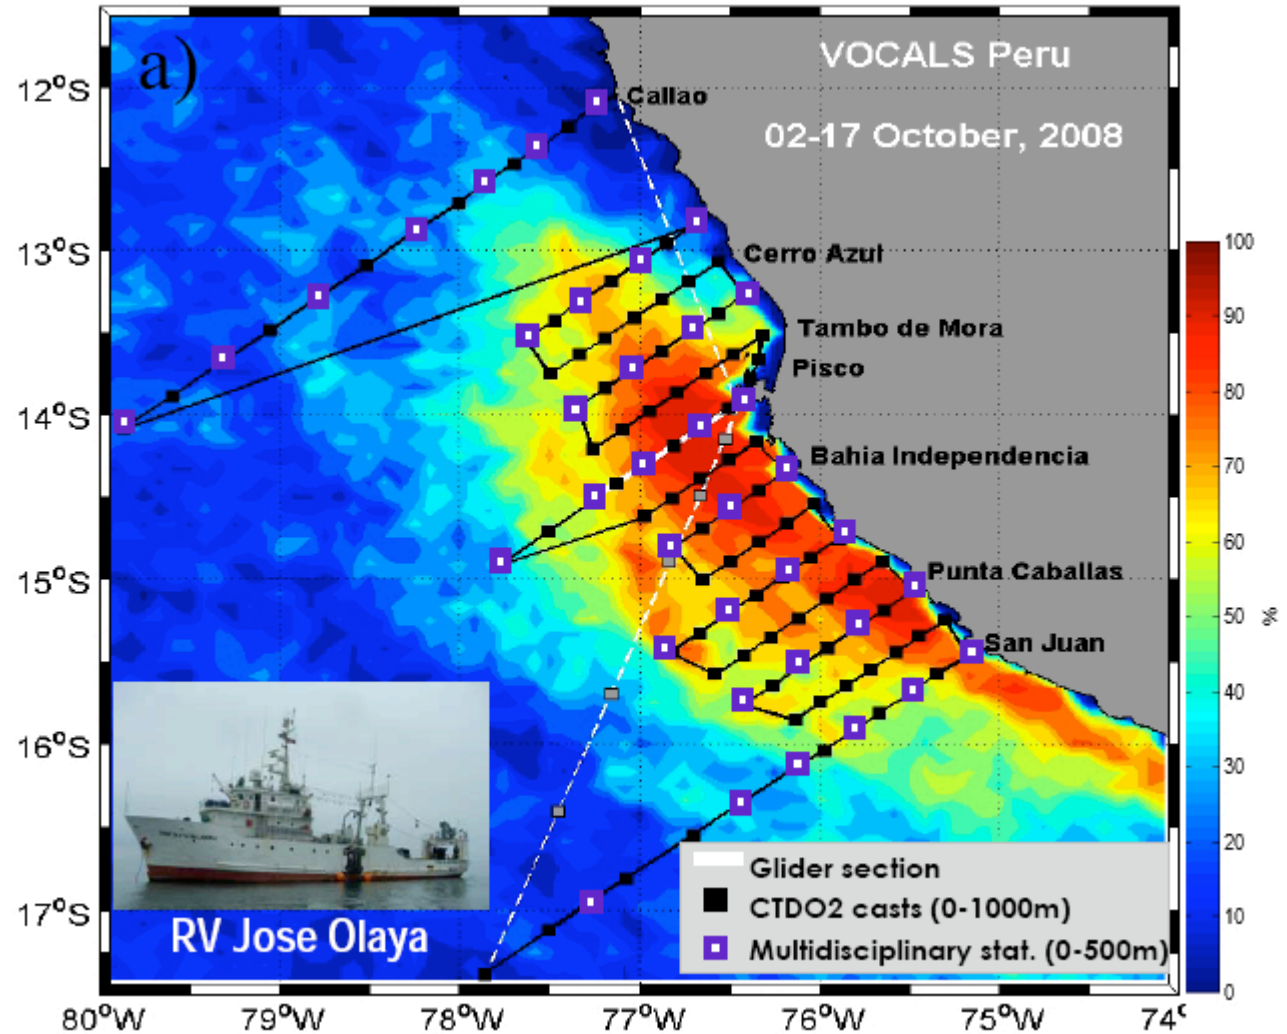 a)
VOCALS Peru
02-17 October, 2008
12°S
13°S
14°S
15°S
16°S
17°S
Callao
Cerro Azul
Tambo de Mora
Pisco
Bahia Independencia
Punta Caballas
San Juan
RV Jose Olaya
Glider section
CTDO2 casts (0-1000m)
Multidisciplinary stat. (0-500m)
80°W
79°W
78°W
77°W
76°W
75°W
74°
100
90
80
70
60
50
40
30
20
10
0
%